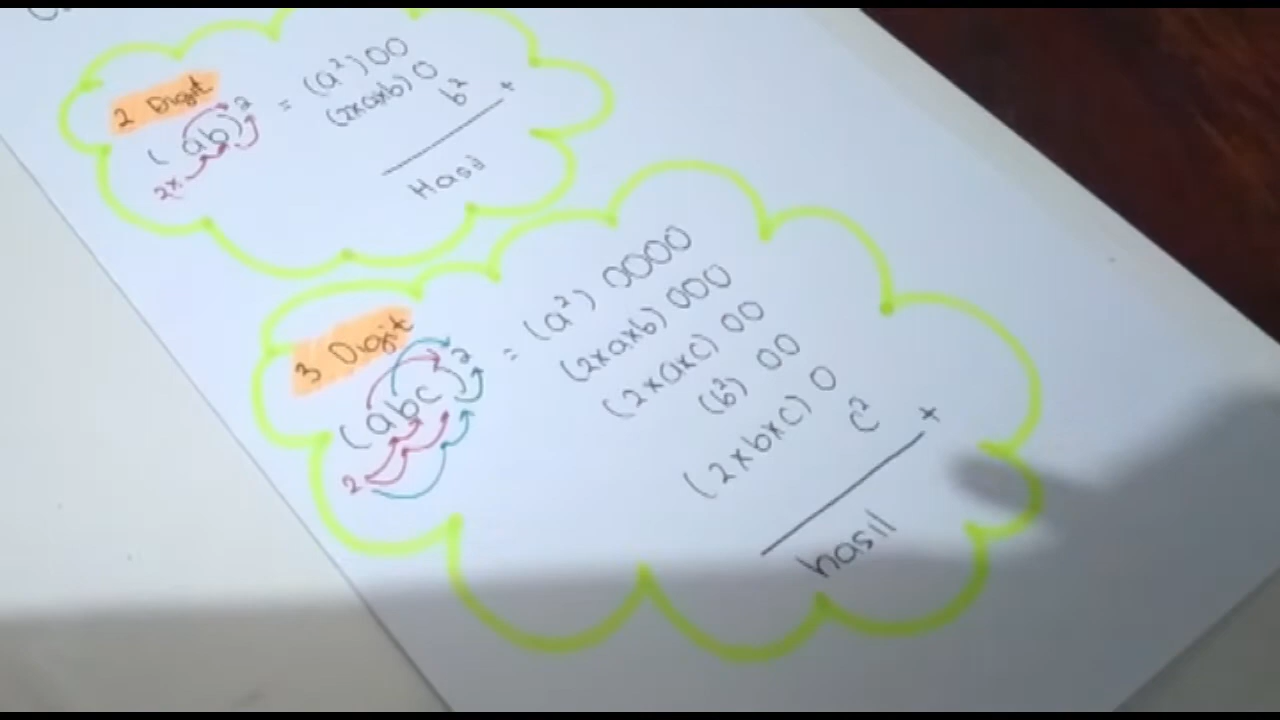 2 Digit
(ab)² = (a²) 00
2x
(2xaxb) 0
b²
+
Hasil
3 Digit
(abc)² = (a²) 0000
2
(2xaxb) 000
(2xaxc) 00
(b²) 00
(2xbxc) 0
c²
+
hasil